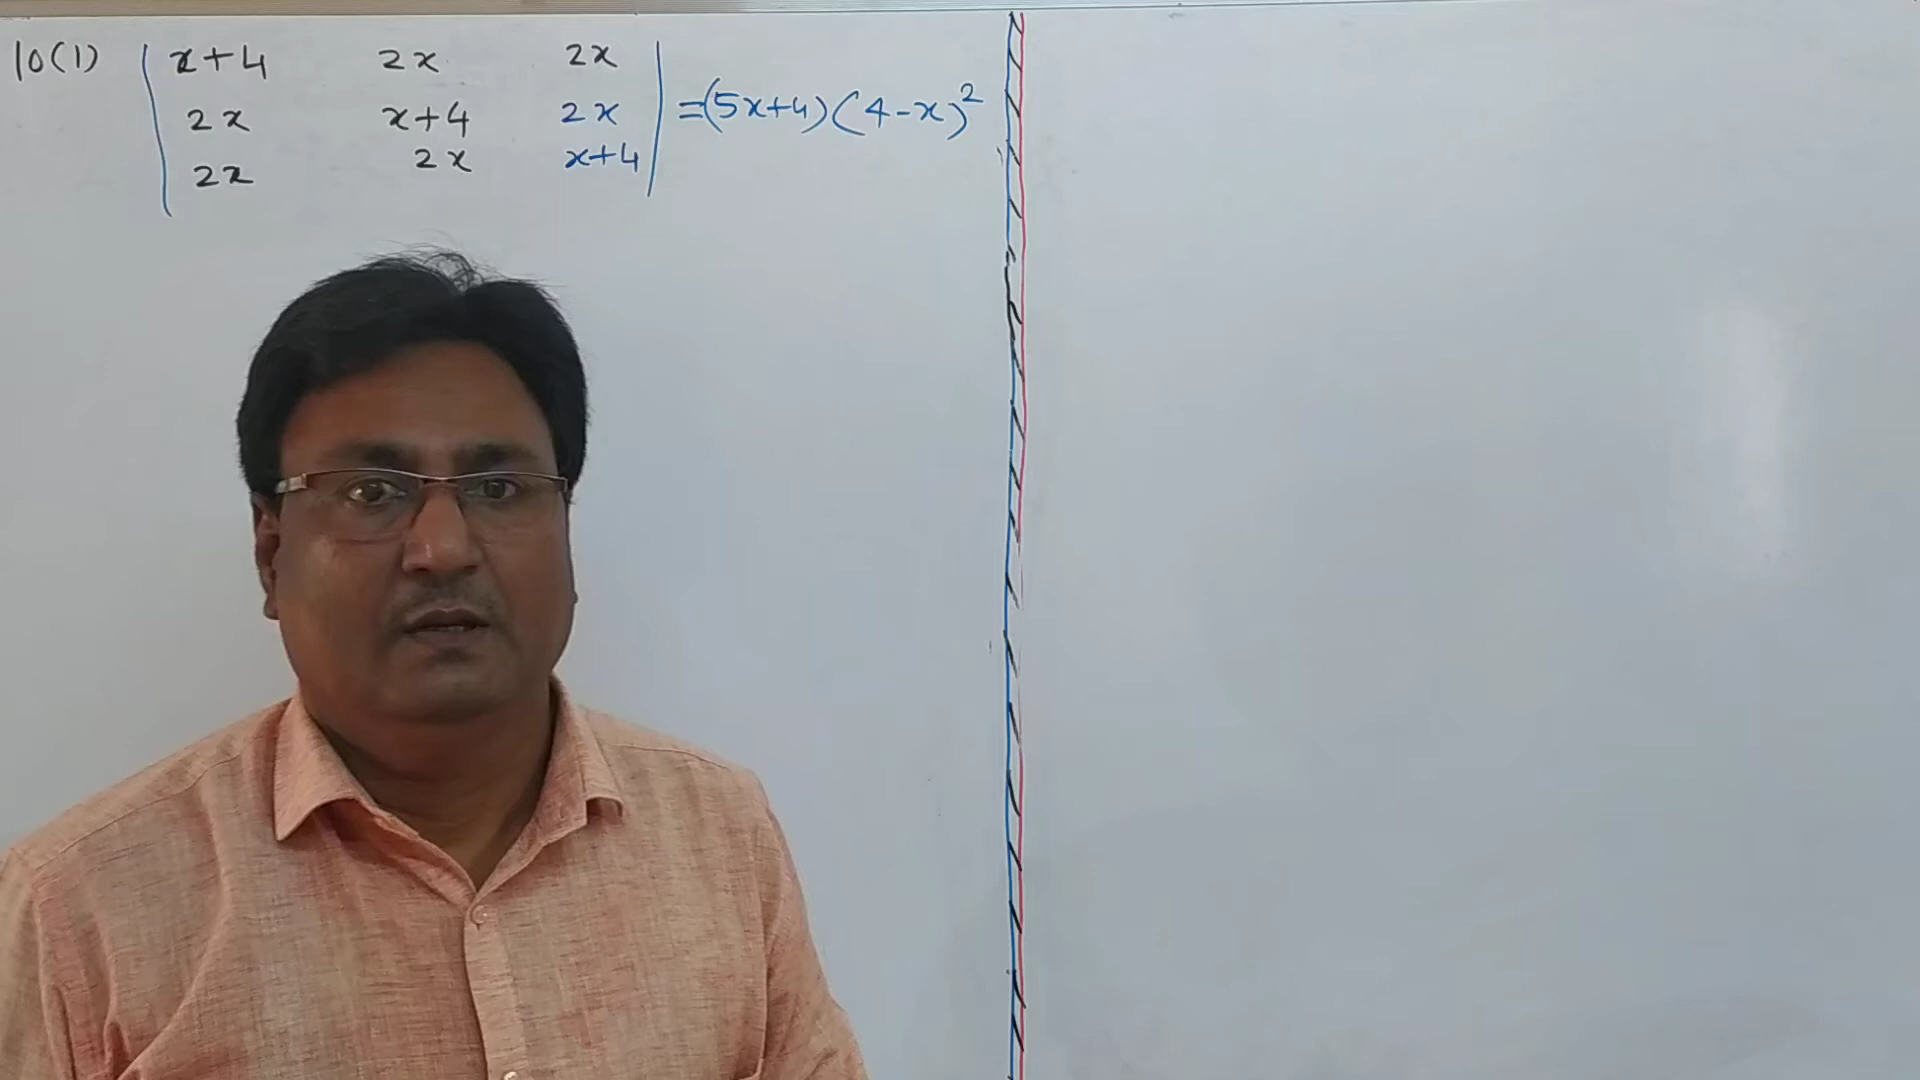 10(1) | x+4 2x 2x |
| 2x x+4 2x | =(5x+4)(4-x)²
| 2x 2x x+4 |